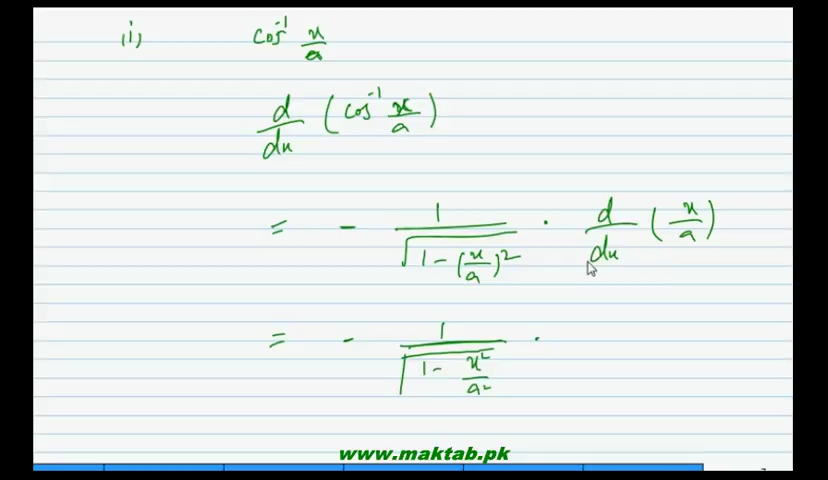 (i) cos⁻¹ x/a
d/dx (cos⁻¹ x/a)
= - 1/√(1-(x/a)²) · d/dx (x/a)
= - 1/√(1- x²/a²) ·
www.maktab.pk